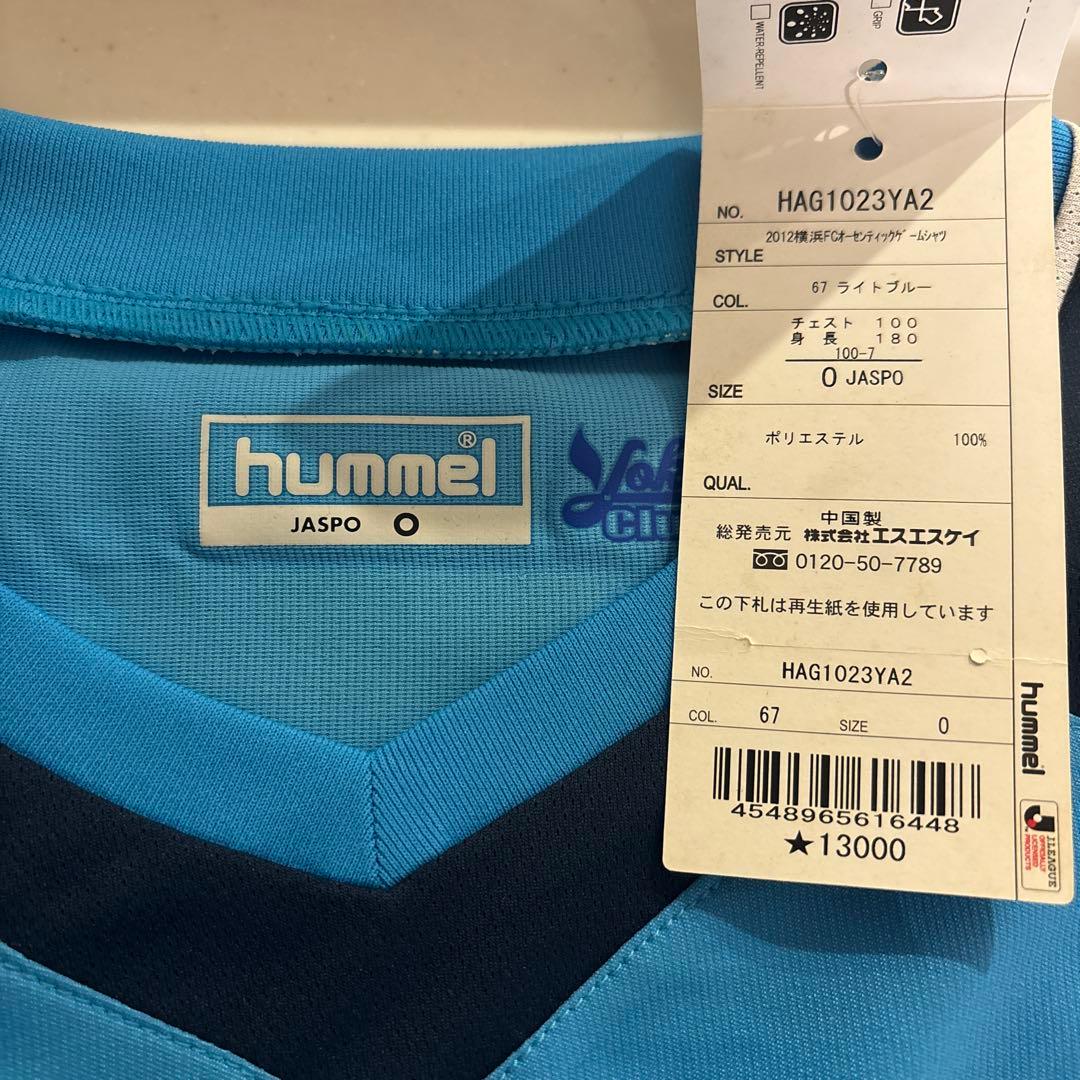 WATER-REPELLENT
GRIP
NO. HAG1023YA2
2012横浜FCオーセンティックゲームシャツ
STYLE
COL. 67 ライトブルー
チェスト 100
身長 180
100-7
SIZE O JASPO
ポリエステル 100%
QUAL.
中国製
総発売元 株式会社エスエスケイ
0120-50-7789
この下札は再生紙を使用しています
NO. HAG1023YA2
COL. 67 SIZE O
4548965616448
★13000
hummel
J.LEAGUE
OFFICIALLY
LICENSED
PRODUCTS
hummel®
JASPO O